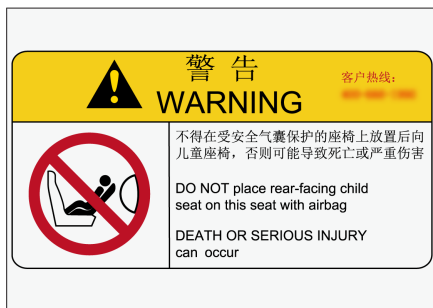 警告
WARNING
客户热线：
不得在受安全气囊保护的座椅上放置后向
儿童座椅，否则可能导致死亡或严重伤害
DO NOT place rear-facing child
seat on this seat with airbag
DEATH OR SERIOUS INJURY
can occur